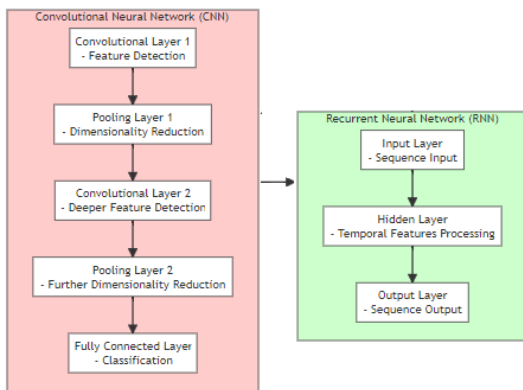 Convolutional Neural Network (CNN)
Convolutional Layer 1
- Feature Detection
Pooling Layer 1
- Dimensionality Reduction
Convolutional Layer 2
- Deeper Feature Detection
Pooling Layer 2
- Further Dimensionality Reduction
Fully Connected Layer
- Classification
Recurrent Neural Network (RNN)
Input Layer
- Sequence Input
Hidden Layer
- Temporal Features Processing
Output Layer
- Sequence Output